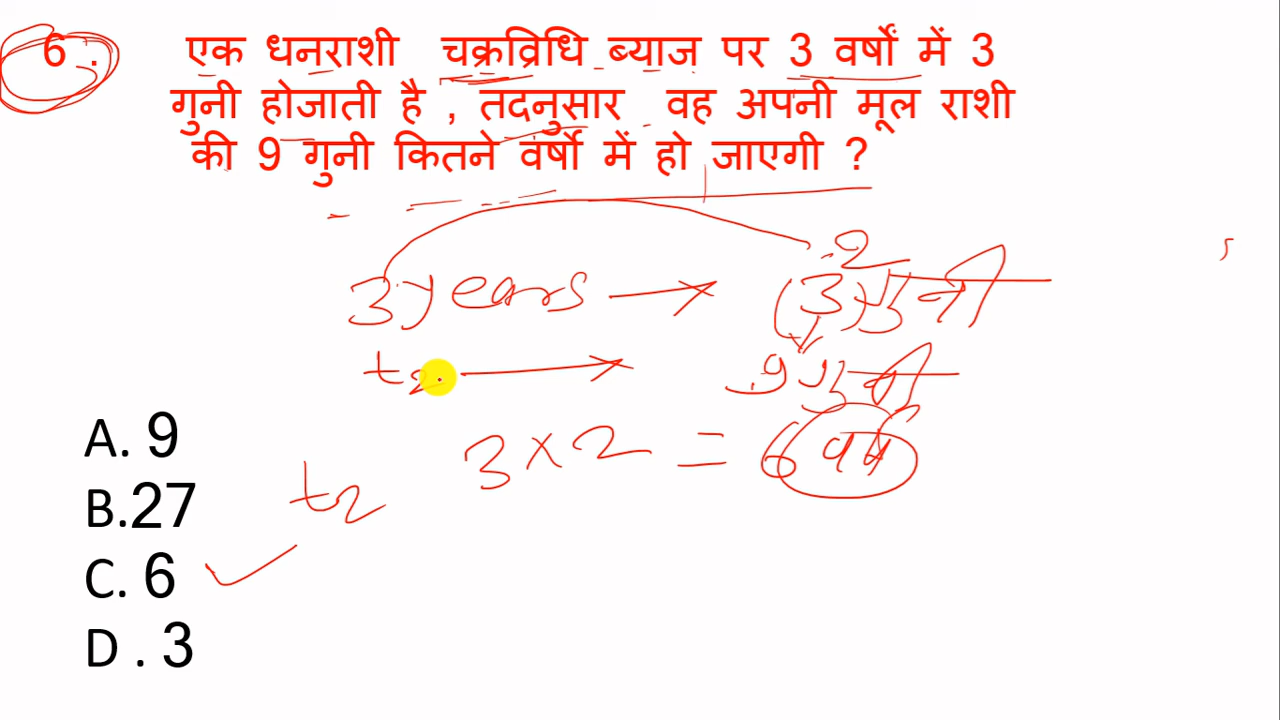 6 . एक धनराशी चक्रव्रिधि ब्याज पर 3 वर्षों में 3
गुनी होजाती है , तदनुसार वह अपनी मूल राशी
की 9 गुनी कितने वर्षो में हो जाएगी ?
3 years → (3)² गुनी
t₂ → 9 गुनी
t₂ 3 × 2 = 6 वर्ष
A. 9
B.27
C. 6
D . 3